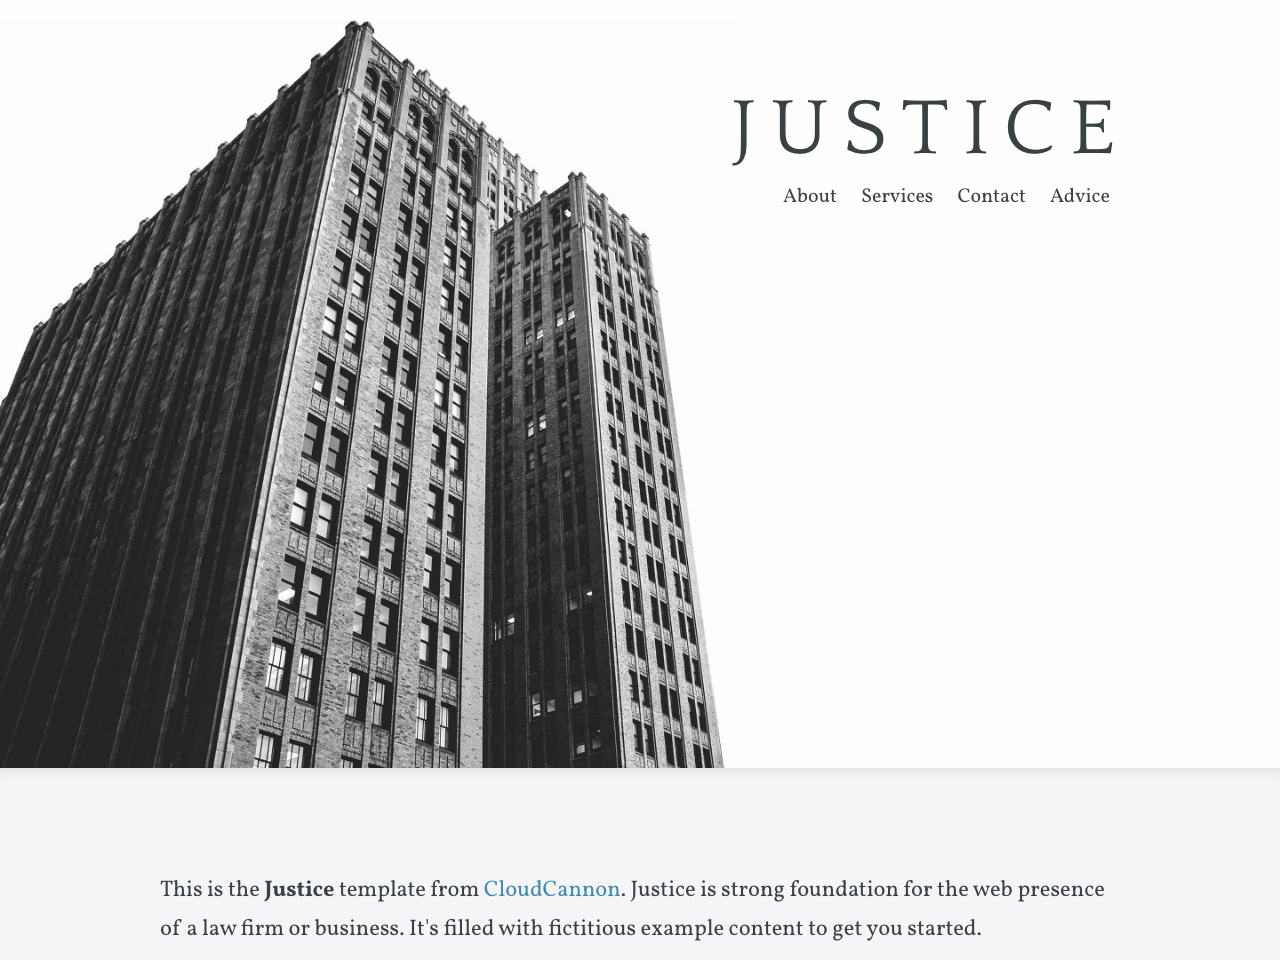 JUSTICE
About Services Contact Advice
This is the Justice template from CloudCannon. Justice is strong foundation for the web presence
of a law firm or business. It's filled with fictitious example content to get you started.